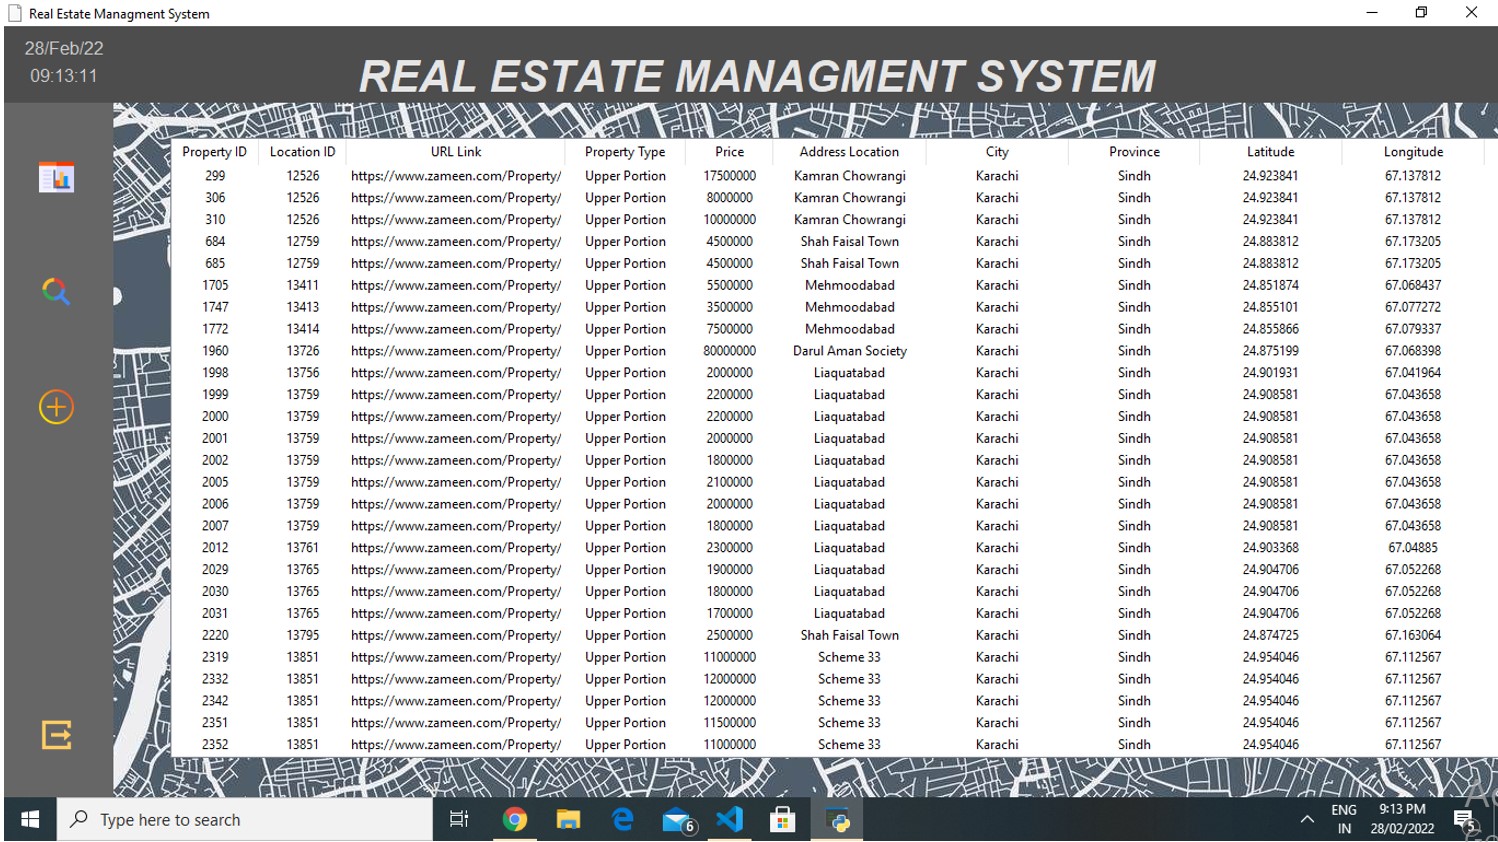 Real Estate Managment System
28/Feb/22
09:13:11
REAL ESTATE MANAGMENT SYSTEM
Property ID Location ID URL Link Property Type Price Address Location City Province Latitude Longitude
299 12526 https://www.zameen.com/Property/ Upper Portion 17500000 Kamran Chowrangi Karachi Sindh 24.923841 67.137812
306 12526 https://www.zameen.com/Property/ Upper Portion 8000000 Kamran Chowrangi Karachi Sindh 24.923841 67.137812
310 12526 https://www.zameen.com/Property/ Upper Portion 10000000 Kamran Chowrangi Karachi Sindh 24.923841 67.137812
684 12759 https://www.zameen.com/Property/ Upper Portion 4500000 Shah Faisal Town Karachi Sindh 24.883812 67.173205
685 12759 https://www.zameen.com/Property/ Upper Portion 4500000 Shah Faisal Town Karachi Sindh 24.883812 67.173205
1705 13411 https://www.zameen.com/Property/ Upper Portion 5500000 Mehmoodabad Karachi Sindh 24.851874 67.068437
1747 13413 https://www.zameen.com/Property/ Upper Portion 3500000 Mehmoodabad Karachi Sindh 24.855101 67.077272
1772 13414 https://www.zameen.com/Property/ Upper Portion 7500000 Mehmoodabad Karachi Sindh 24.855866 67.079337
1960 13726 https://www.zameen.com/Property/ Upper Portion 80000000 Darul Aman Society Karachi Sindh 24.875199 67.068398
1998 13756 https://www.zameen.com/Property/ Upper Portion 2000000 Liaquatabad Karachi Sindh 24.901931 67.041964
1999 13759 https://www.zameen.com/Property/ Upper Portion 2200000 Liaquatabad Karachi Sindh 24.908581 67.043658
2000 13759 https://www.zameen.com/Property/ Upper Portion 2200000 Liaquatabad Karachi Sindh 24.908581 67.043658
2001 13759 https://www.zameen.com/Property/ Upper Portion 2000000 Liaquatabad Karachi Sindh 24.908581 67.043658
2002 13759 https://www.zameen.com/Property/ Upper Portion 1800000 Liaquatabad Karachi Sindh 24.908581 67.043658
2005 13759 https://www.zameen.com/Property/ Upper Portion 2100000 Liaquatabad Karachi Sindh 24.908581 67.043658
2006 13759 https://www.zameen.com/Property/ Upper Portion 2000000 Liaquatabad Karachi Sindh 24.908581 67.043658
2007 13759 https://www.zameen.com/Property/ Upper Portion 1800000 Liaquatabad Karachi Sindh 24.908581 67.043658
2012 13761 https://www.zameen.com/Property/ Upper Portion 2300000 Liaquatabad Karachi Sindh 24.903368 67.04885
2029 13765 https://www.zameen.com/Property/ Upper Portion 1900000 Liaquatabad Karachi Sindh 24.904706 67.052268
2030 13765 https://www.zameen.com/Property/ Upper Portion 1800000 Liaquatabad Karachi Sindh 24.904706 67.052268
2031 13765 https://www.zameen.com/Property/ Upper Portion 1700000 Liaquatabad Karachi Sindh 24.904706 67.052268
2220 13795 https://www.zameen.com/Property/ Upper Portion 2500000 Shah Faisal Town Karachi Sindh 24.874725 67.163064
2319 13851 https://www.zameen.com/Property/ Upper Portion 11000000 Scheme 33 Karachi Sindh 24.954046 67.112567
2332 13851 https://www.zameen.com/Property/ Upper Portion 12000000 Scheme 33 Karachi Sindh 24.954046 67.112567
2342 13851 https://www.zameen.com/Property/ Upper Portion 12000000 Scheme 33 Karachi Sindh 24.954046 67.112567
2351 13851 https://www.zameen.com/Property/ Upper Portion 11500000 Scheme 33 Karachi Sindh 24.954046 67.112567
2352 13851 https://www.zameen.com/Property/ Upper Portion 11000000 Scheme 33 Karachi Sindh 24.954046 67.112567
Type here to search
6
ENG
IN
9:13 PM
28/02/2022
5